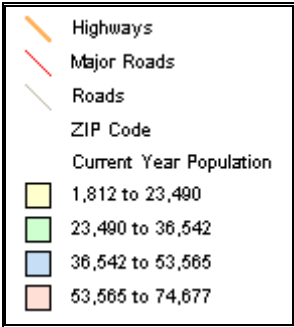 Highways
Major Roads
Roads
ZIP Code
Current Year Population
1,812 to 23,490
23,490 to 36,542
36,542 to 53,565
53,565 to 74,677